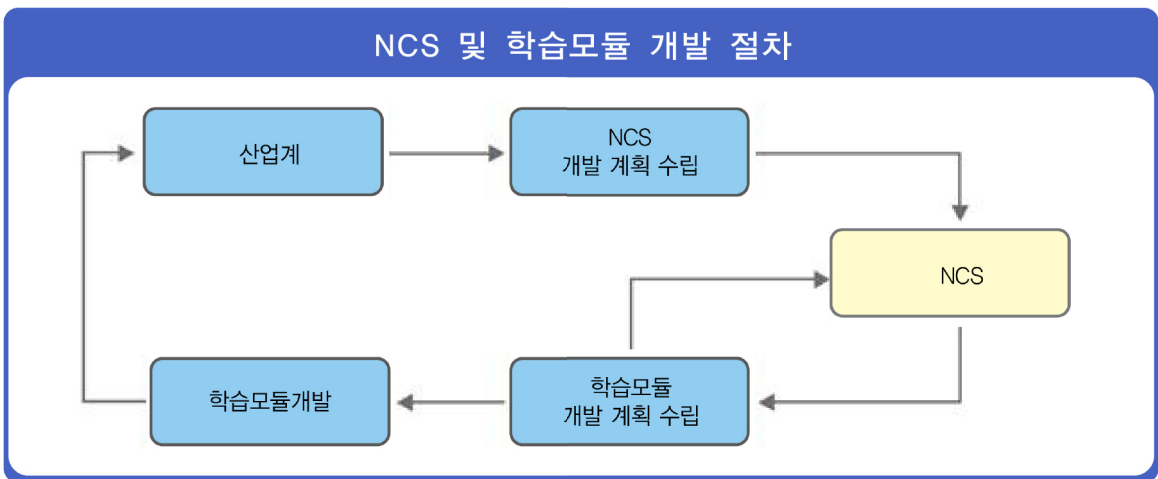 NCS 및 학습모듈 개발 절차
산업계
NCS
개발 계획 수립
NCS
학습모듈개발
학습모듈
개발 계획 수립